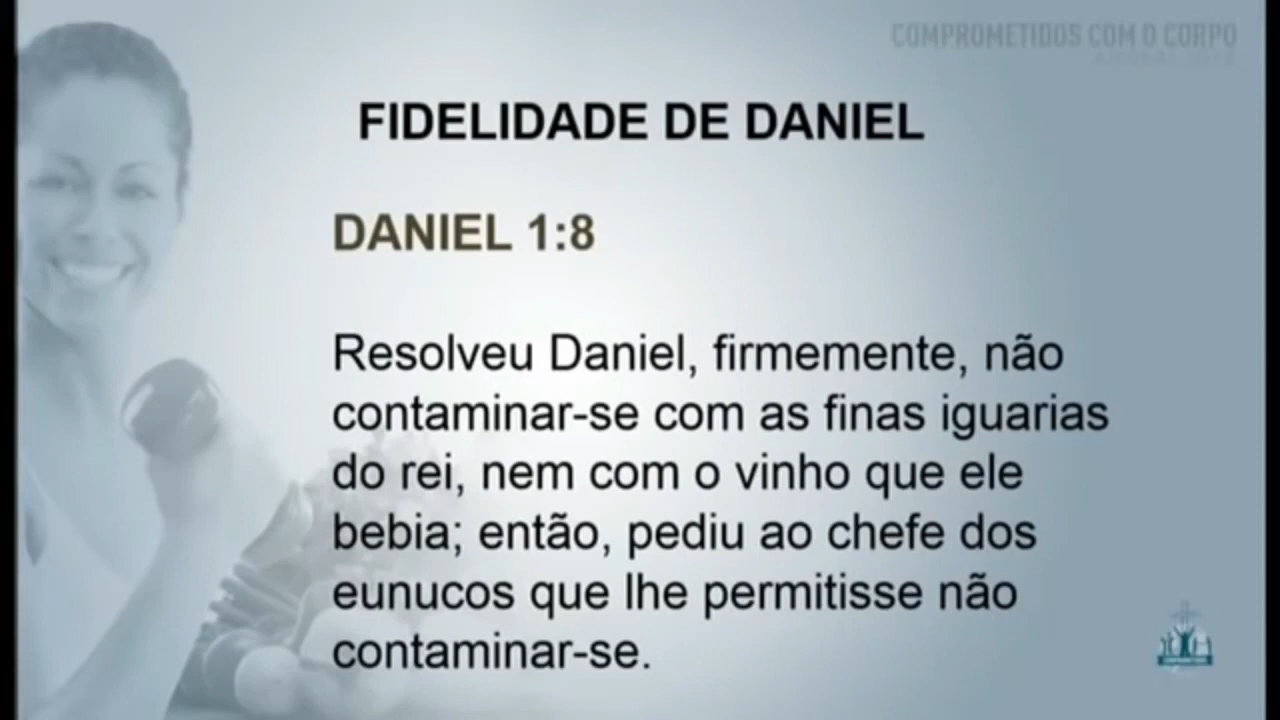 COMPROMETIDOS COM O CORPO
FIDELIDADE DE DANIEL
DANIEL 1:8
Resolveu Daniel, firmemente, não
contaminar-se com as finas iguarias
do rei, nem com o vinho que ele
bebia; então, pediu ao chefe dos
eunucos que lhe permitisse não
contaminar-se.